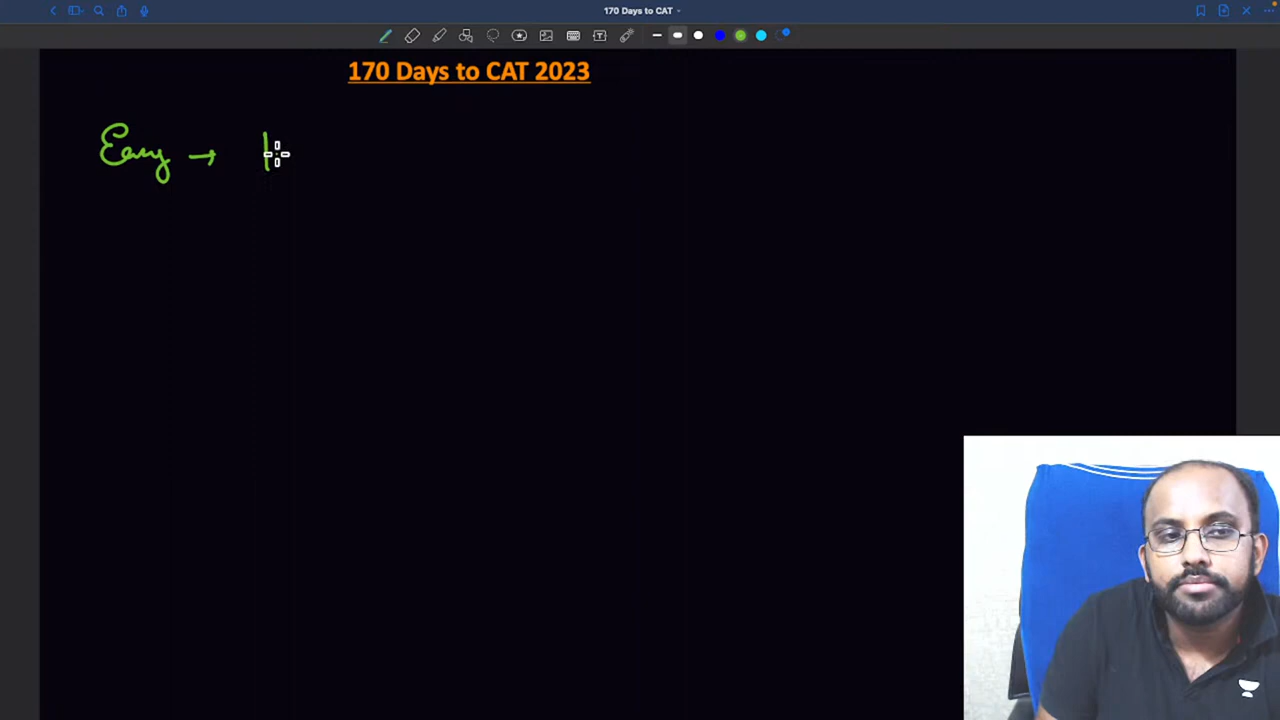 170 Days to CAT
170 Days to CAT 2023
Easy →